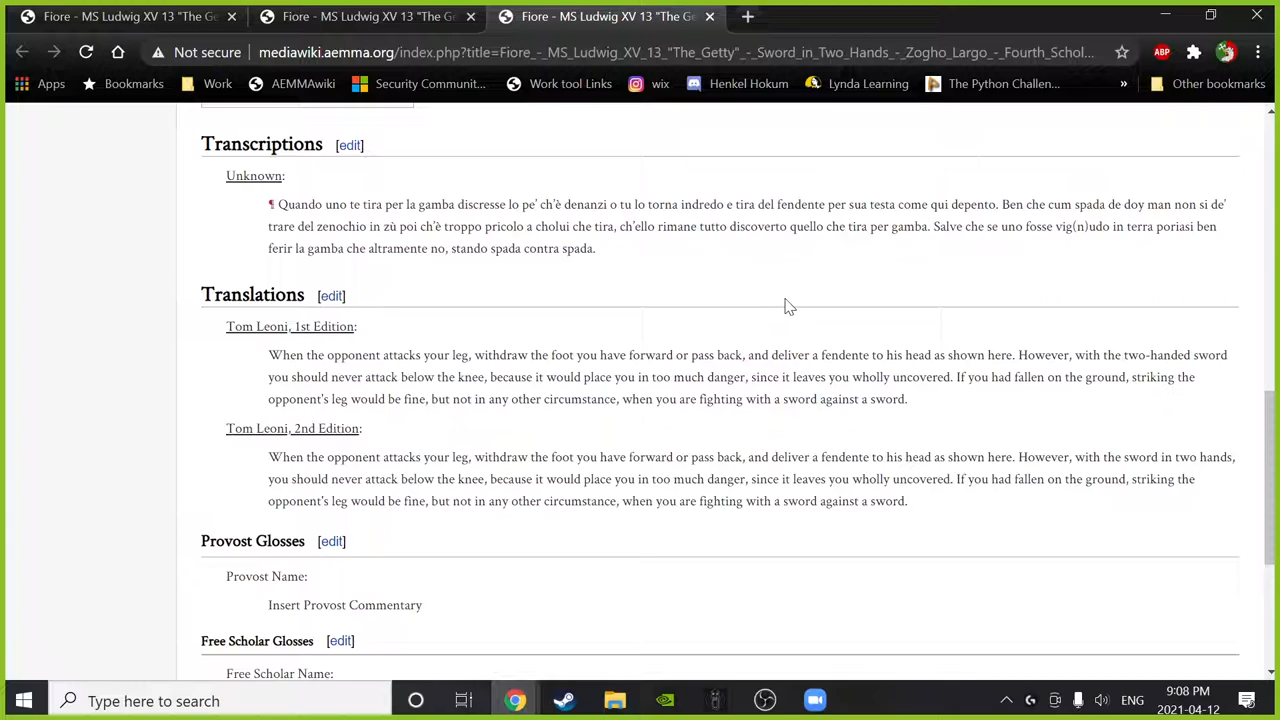 Fiore - MS Ludwig XV 13 "The G
Fiore - MS Ludwig XV 13 "The Ge
Fiore - MS Ludwig XV 13 "The Ge
Not secure
mediawiki.aemma.org/index.php?title=Fiore_-_MS_Ludwig_XV_13_"The_Getty"_-_Sword_in_Two_Hands_-_Zogho_Largo_-_Fourth_Schol...
ABP
Apps
Bookmarks
Work
AEMMAwiki
Security Communit...
Work tool Links
wix
Henkel Hokum
Lynda Learning
The Python Challen...
»
Other bookmarks
Transcriptions [edit]
Unknown:
¶ Quando uno te tira per la gamba discresse lo pe' ch'è denanzi o tu lo torna indredo e tira del fendente per sua testa come qui depento. Ben che cum spada de doy man non si de'
trare del zenochio in zù poi ch'è troppo pricolo a cholui che tira, ch'ello rimane tutto discoverto quello che tira per gamba. Salve che se uno fosse vig(n)udo in terra poriasi ben
ferir la gamba che altramente no, stando spada contra spada.
Translations [edit]
Tom Leoni, 1st Edition:
When the opponent attacks your leg, withdraw the foot you have forward or pass back, and deliver a fendente to his head as shown here. However, with the two-handed sword
you should never attack below the knee, because it would place you in too much danger, since it leaves you wholly uncovered. If you had fallen on the ground, striking the
opponent's leg would be fine, but not in any other circumstance, when you are fighting with a sword against a sword.
Tom Leoni, 2nd Edition:
When the opponent attacks your leg, withdraw the foot you have forward or pass back, and deliver a fendente to his head as shown here. However, with the sword in two hands,
you should never attack below the knee, because it would place you in too much danger, since it leaves you wholly uncovered. If you had fallen on the ground, striking the
opponent's leg would be fine, but not in any other circumstance, when you are fighting with a sword against a sword.
Provost Glosses [edit]
Provost Name:
Insert Provost Commentary
Free Scholar Glosses [edit]
Free Scholar Name:
Type here to search
ENG
9:08 PM
2021-04-12